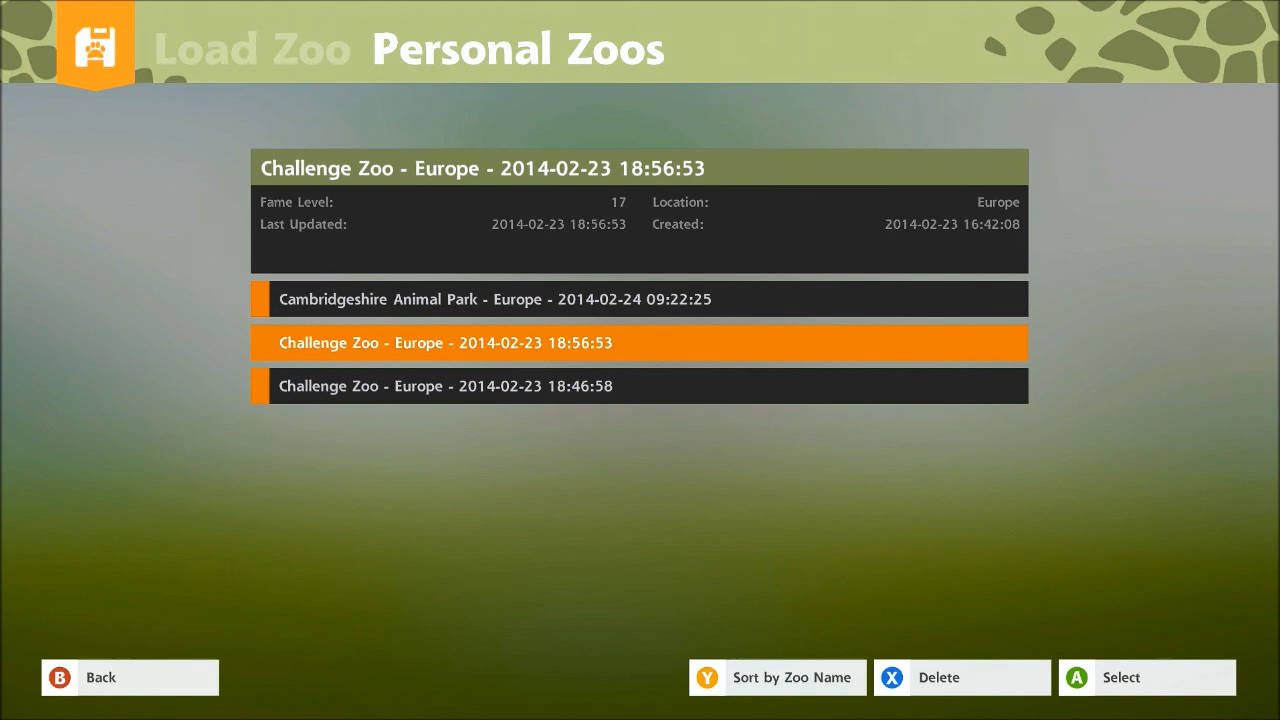 Load Zoo Personal Zoos
Challenge Zoo - Europe - 2014-02-23 18:56:53
Fame Level: 17 Location: Europe
Last Updated: 2014-02-23 18:56:53 Created: 2014-02-23 16:42:08
Cambridgeshire Animal Park - Europe - 2014-02-24 09:22:25
Challenge Zoo - Europe - 2014-02-23 18:56:53
Challenge Zoo - Europe - 2014-02-23 18:46:58
B Back Y Sort by Zoo Name X Delete A Select